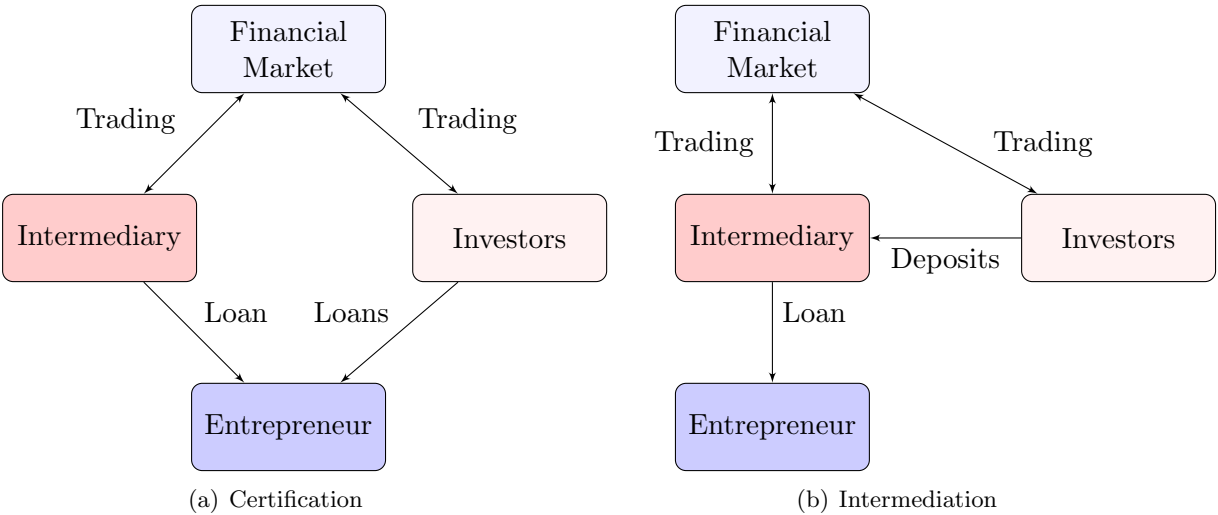 Financial
Market
Trading
Trading
Intermediary
Investors
Loan
Loans
Entrepreneur
(a) Certification
Financial
Market
Trading
Trading
Intermediary
Investors
Deposits
Loan
Entrepreneur
(b) Intermediation